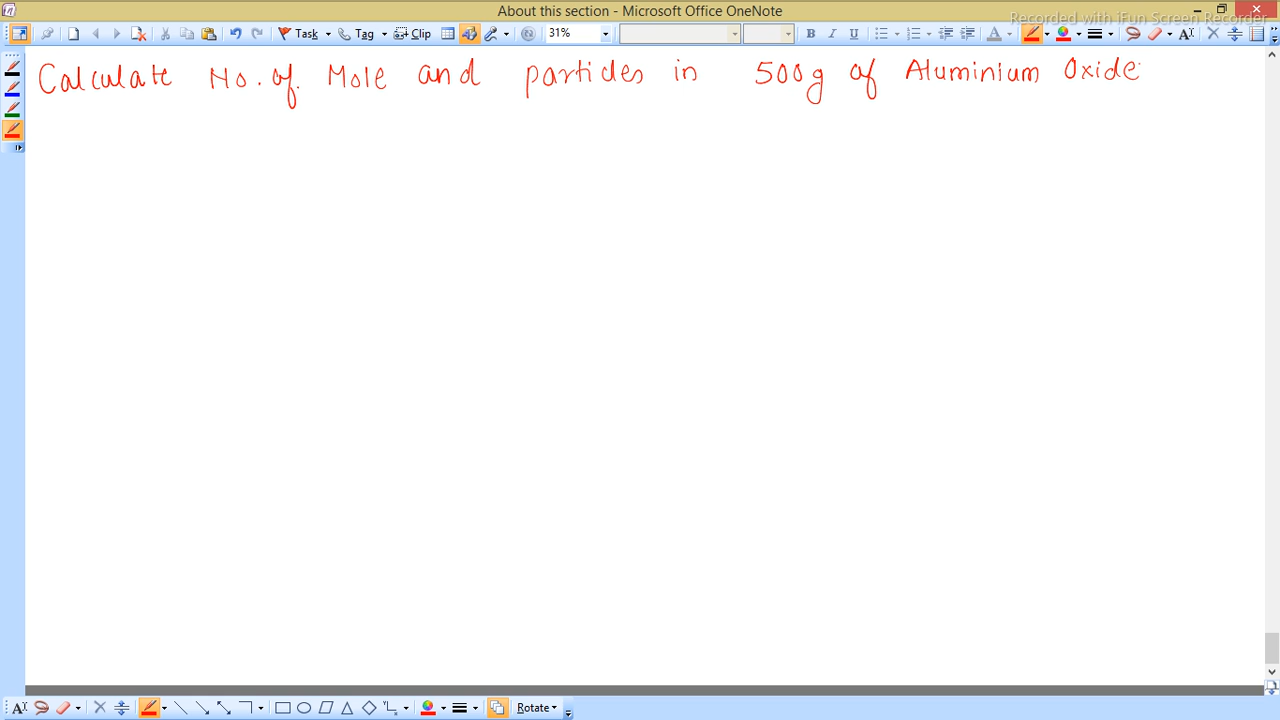 About this section - Microsoft Office OneNote
Recorded with iFun Screen Recorder
Task Tag Clip 31% B I U A
Calculate No. of. Mole and particles in 500g of Aluminium Oxide
Rotate